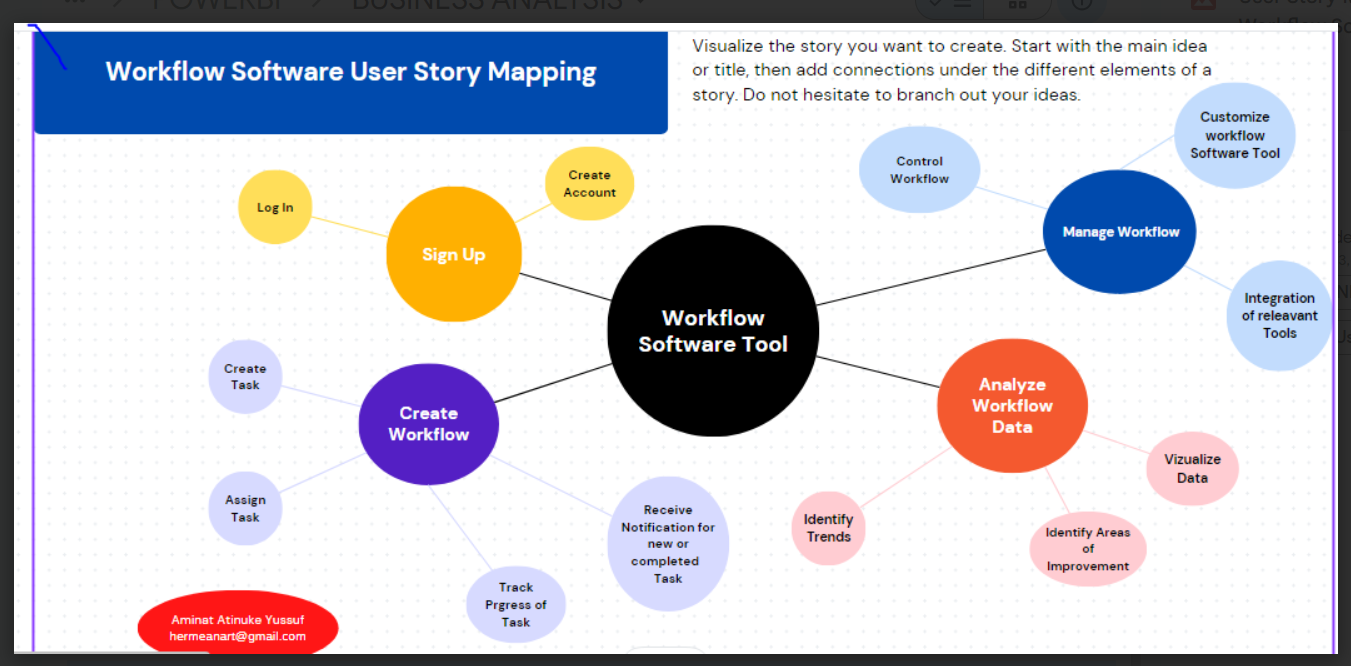 POWERBI
BUSINESS ANALYSIS
Workflow Software User Story Mapping
Visualize the story you want to create. Start with the main idea
or title, then add connections under the different elements of a
story. Do not hesitate to branch out your ideas.
Customize
workflow
Software Tool
Control
Workflow
Create
Account
Log In
Sign Up
Manage Workflow
Workflow
Software Tool
Integration
of releavant
Tools
Create
Task
Create
Workflow
Analyze
Workflow
Data
Vizualize
Data
Assign
Task
Receive
Notification for
new or
completed
Task
Identify
Trends
Identify Areas
of
Improvement
Track
Prgress of
Task
Aminat Atinuke Yussuf
hermeanart@gmail.com